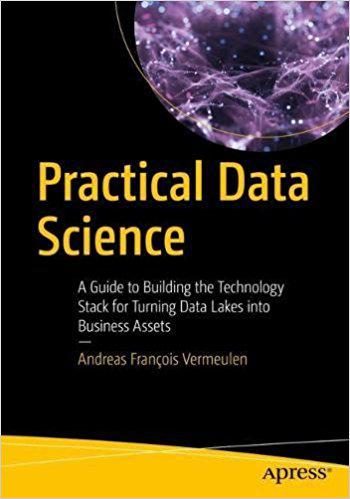 Practical Data
Science
A Guide to Building the Technology
Stack for Turning Data Lakes into
Business Assets
—
Andreas François Vermeulen
Apress®